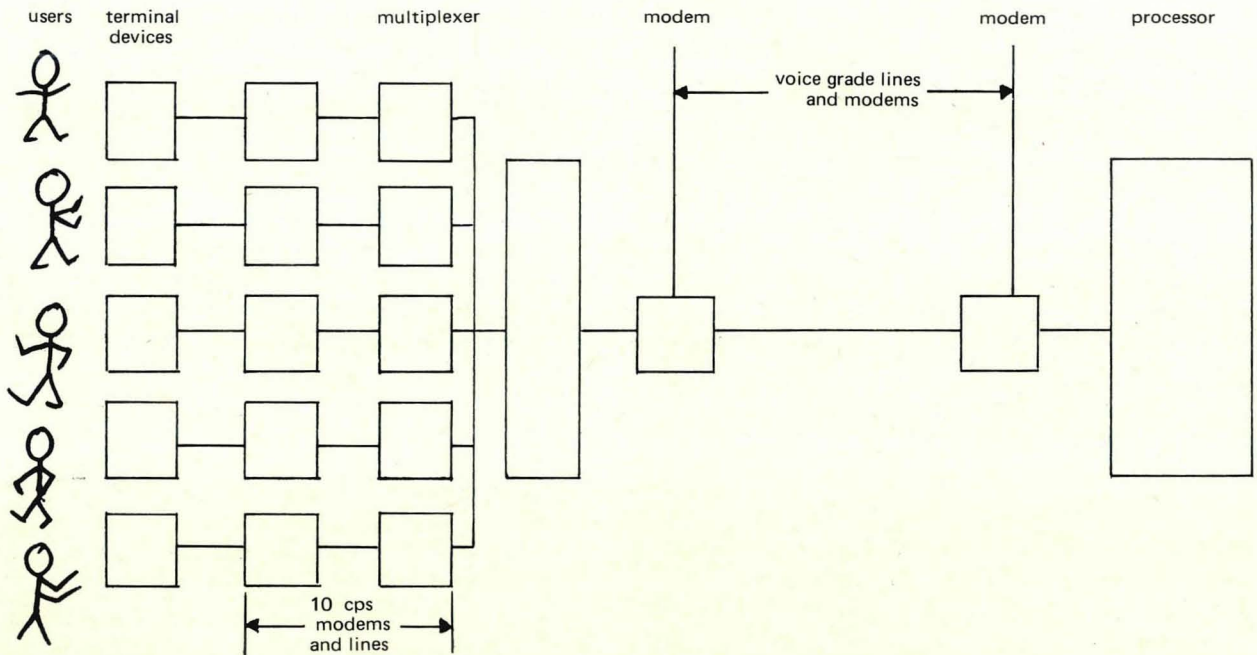 users
terminal
devices
multiplexer
modem
modem
processor
voice grade lines
and modems
10 cps
modems
and lines